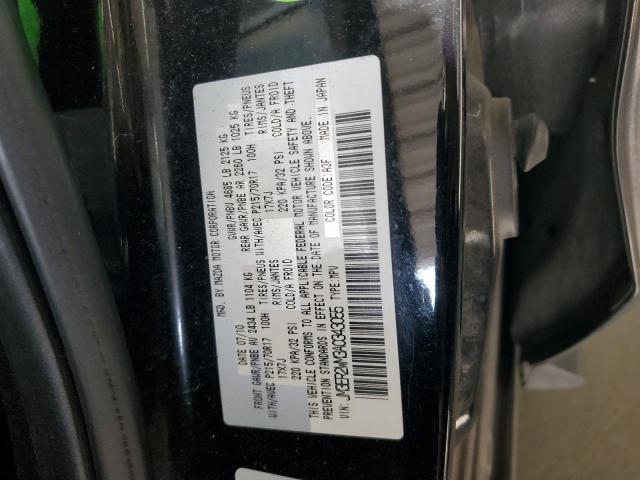 MFD. BY MAZDA MOTOR CORPORATION
DATE 07/10 GVWR/PNBV 4685 LB 2125 KG
FRONT GAWR/PNBE AV 2434 LB 1104 KG REAR GAWR/PNBE AR 2260 LB 1025 KG
WITH/AVEC P215/70R17 100H TIRES/PNEUS WITH/AVEC P215/70R17 100H TIRES/PNEUS
17X7J RIMS/JANTES 17X7J RIMS/JANTES
220 KPA/32 PSI COLD/A FROID 220 KPA/32 PSI COLD/A FROID
THIS VEHICLE CONFORMS TO ALL APPLICABLE FEDERAL MOTOR VEHICLE SAFETY AND THEFT
PREVENTION STANDARDS IN EFFECT ON THE DATE OF MANUFACTURE SHOWN ABOVE.
VIN: TYPE:MPV COLOR CODE:A3F MADE IN JAPAN